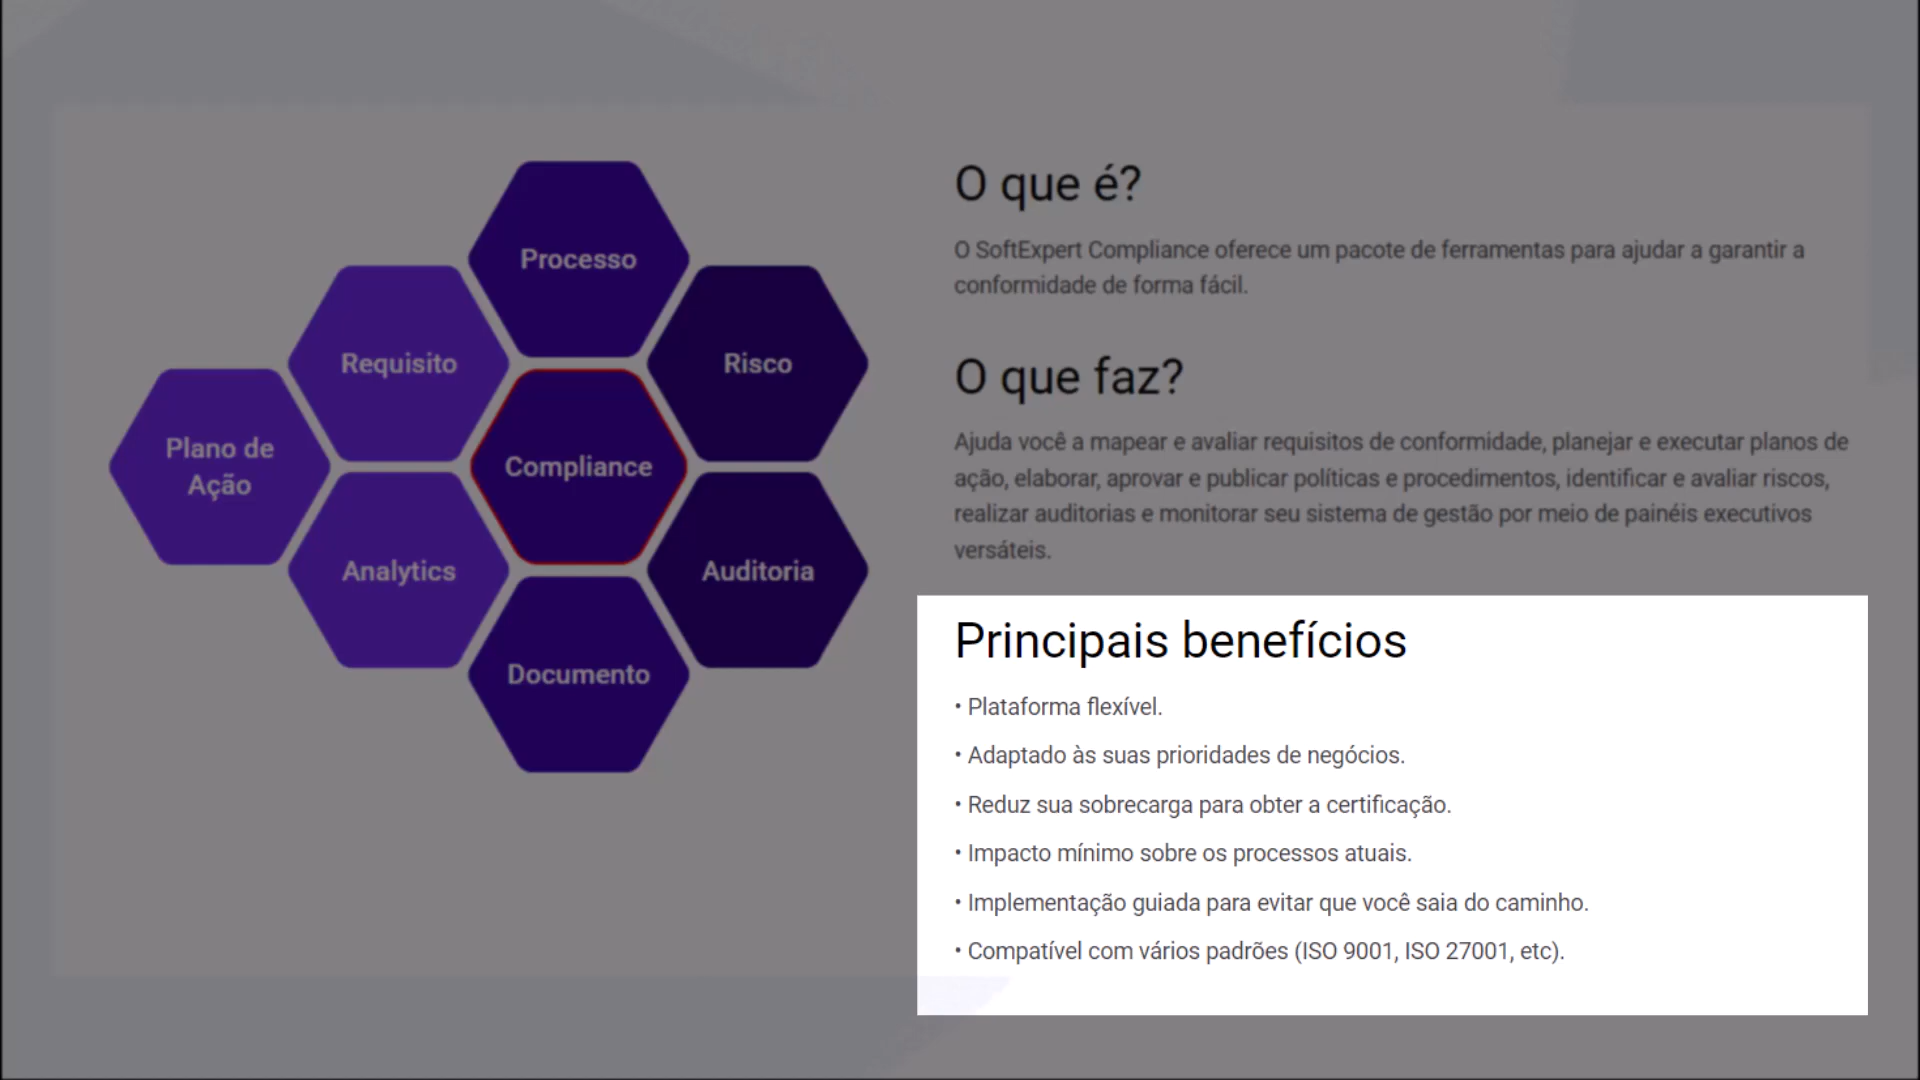 Processo
Requisito
Risco
Plano de
Ação
Compliance
Analytics
Auditoria
Documento
O que é?
O SoftExpert Compliance oferece um pacote de ferramentas para ajudar a garantir a
conformidade de forma fácil.
O que faz?
Ajuda você a mapear e avaliar requisitos de conformidade, planejar e executar planos de
ação, elaborar, aprovar e publicar políticas e procedimentos, identificar e avaliar riscos,
realizar auditorias e monitorar seu sistema de gestão por meio de painéis executivos
versáteis.
Principais benefícios
• Plataforma flexível.
• Adaptado às suas prioridades de negócios.
• Reduz sua sobrecarga para obter a certificação.
• Impacto mínimo sobre os processos atuais.
• Implementação guiada para evitar que você saia do caminho.
• Compatível com vários padrões (ISO 9001, ISO 27001, etc).